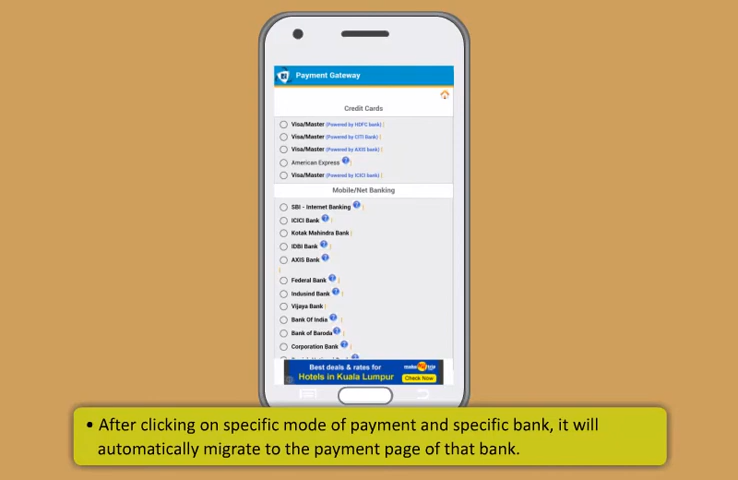 Payment Gateway
Credit Cards
Visa/Master (Powered by HDFC bank) |
Visa/Master (Powered by CITI Bank) |
Visa/Master (Powered by AXIS bank) |
American Express ? |
Visa/Master (Powered by ICICI bank) |
Mobile/Net Banking
SBI - Internet Banking ? |
ICICI Bank ? |
Kotak Mahindra Bank |
IDBI Bank ? |
AXIS Bank ?
|
Federal Bank ? |
Indusind Bank ? |
Vijaya Bank |
Bank Of India ? |
Bank of Baroda ? |
Corporation Bank ? |
Best deals & rates for
Hotels in Kuala Lumpur
make my trip
Check Now
• After clicking on specific mode of payment and specific bank, it will
automatically migrate to the payment page of that bank.